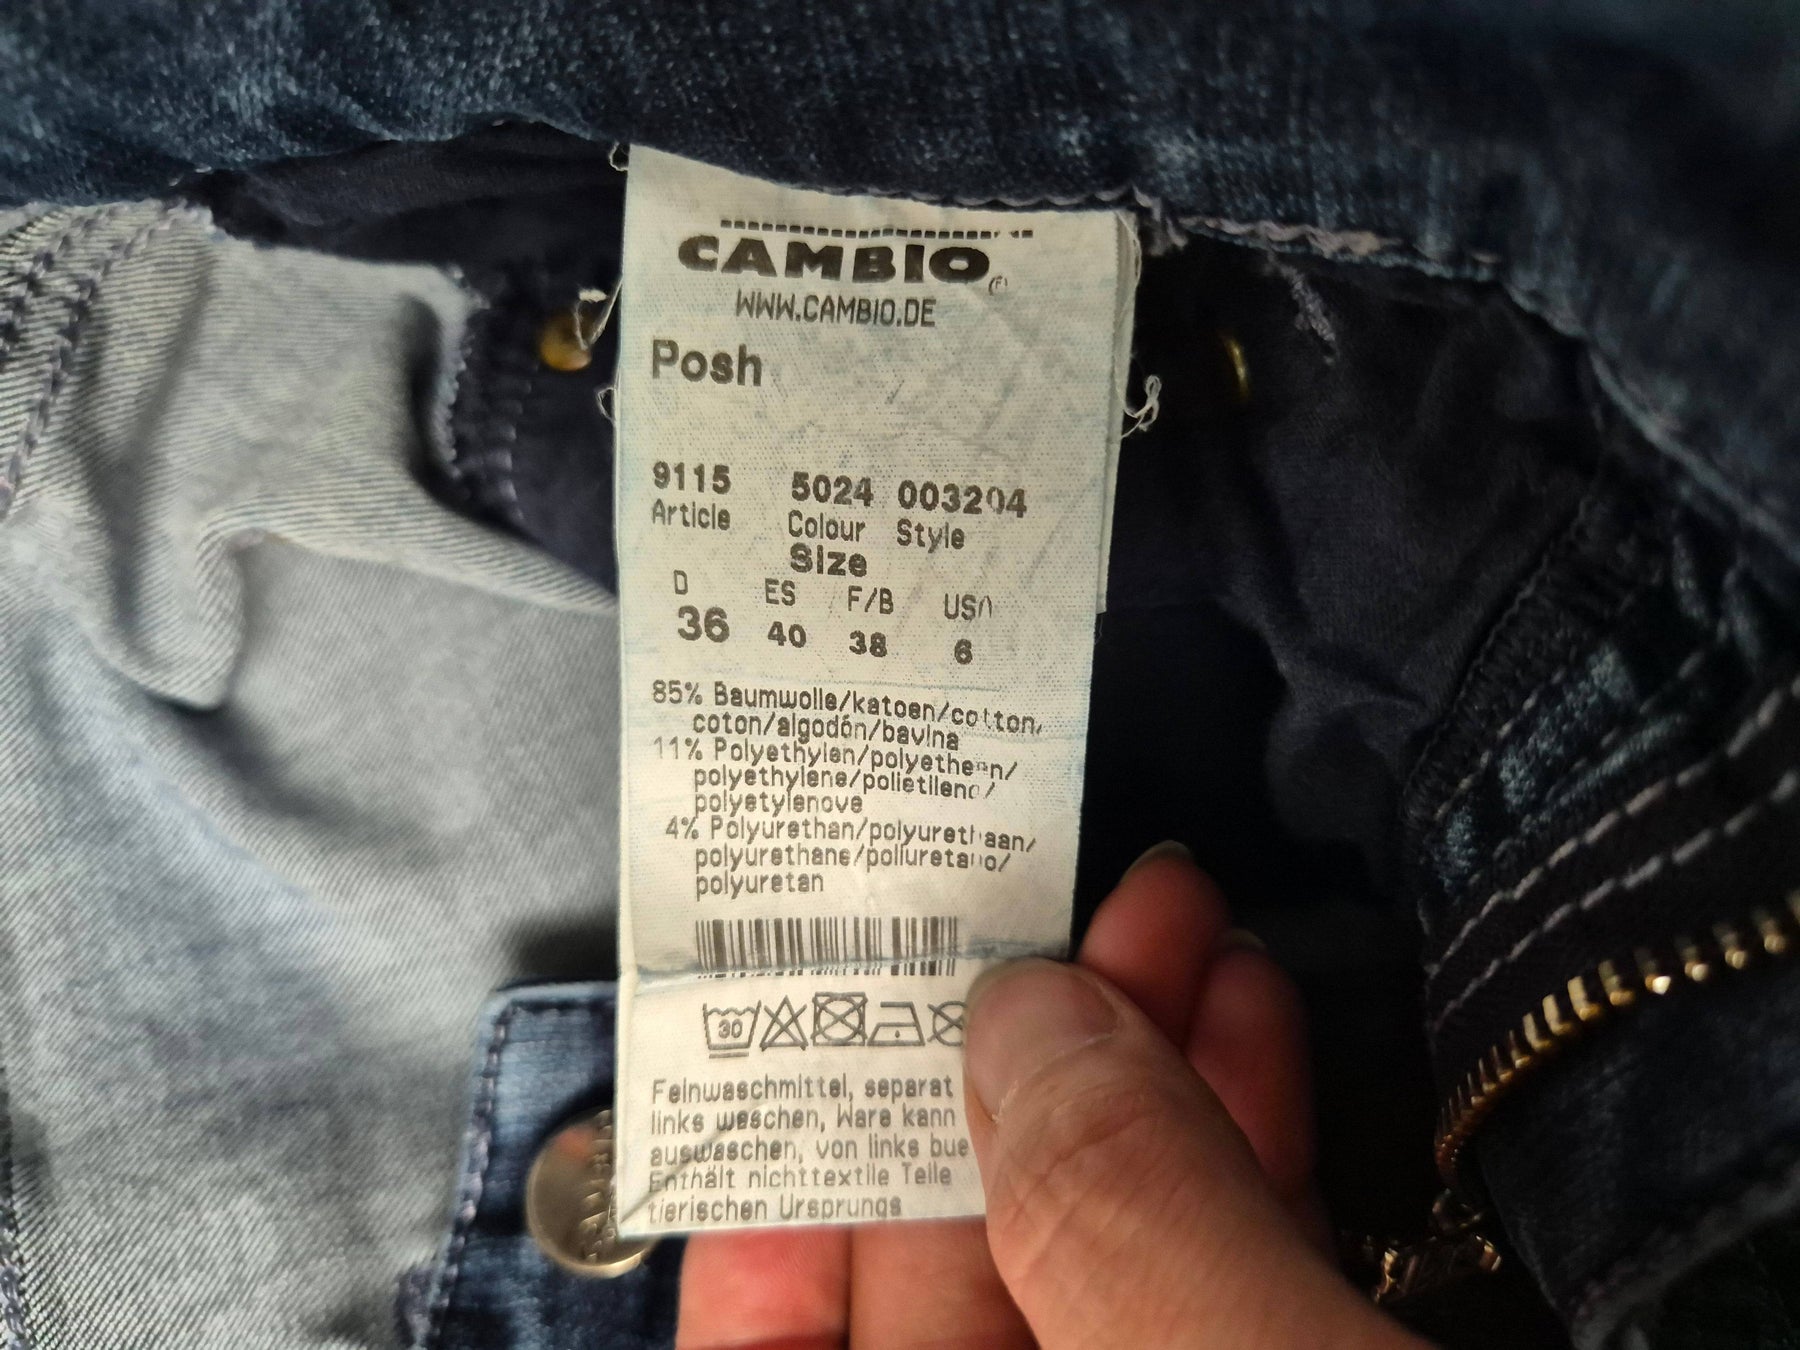 CAMBIO
WWW.CAMBIO.DE
Posh
9115 5024 003204
Article Colour Style
Size
D ES F/B USA
36 40 38 6
85% Baumwolle/katoen/cotton/
coton/algodón/bavlna
11% Polyethylen/polyetheen/
polyethylene/polietileno/
polyetylenove
4% Polyurethan/polyurethaan/
polyurethane/poliuretano/
polyuretan
30
Feinwaschmittel, separat
links waschen, Ware kann
auswaschen, von links bue
Enthält nichttextile Teile
tierischen Ursprungs